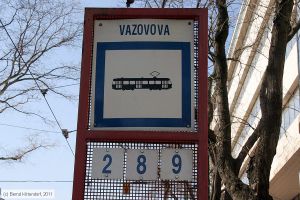 VAZOVOVA
2 8 9
(c) Bernd Kittendorf, 2011